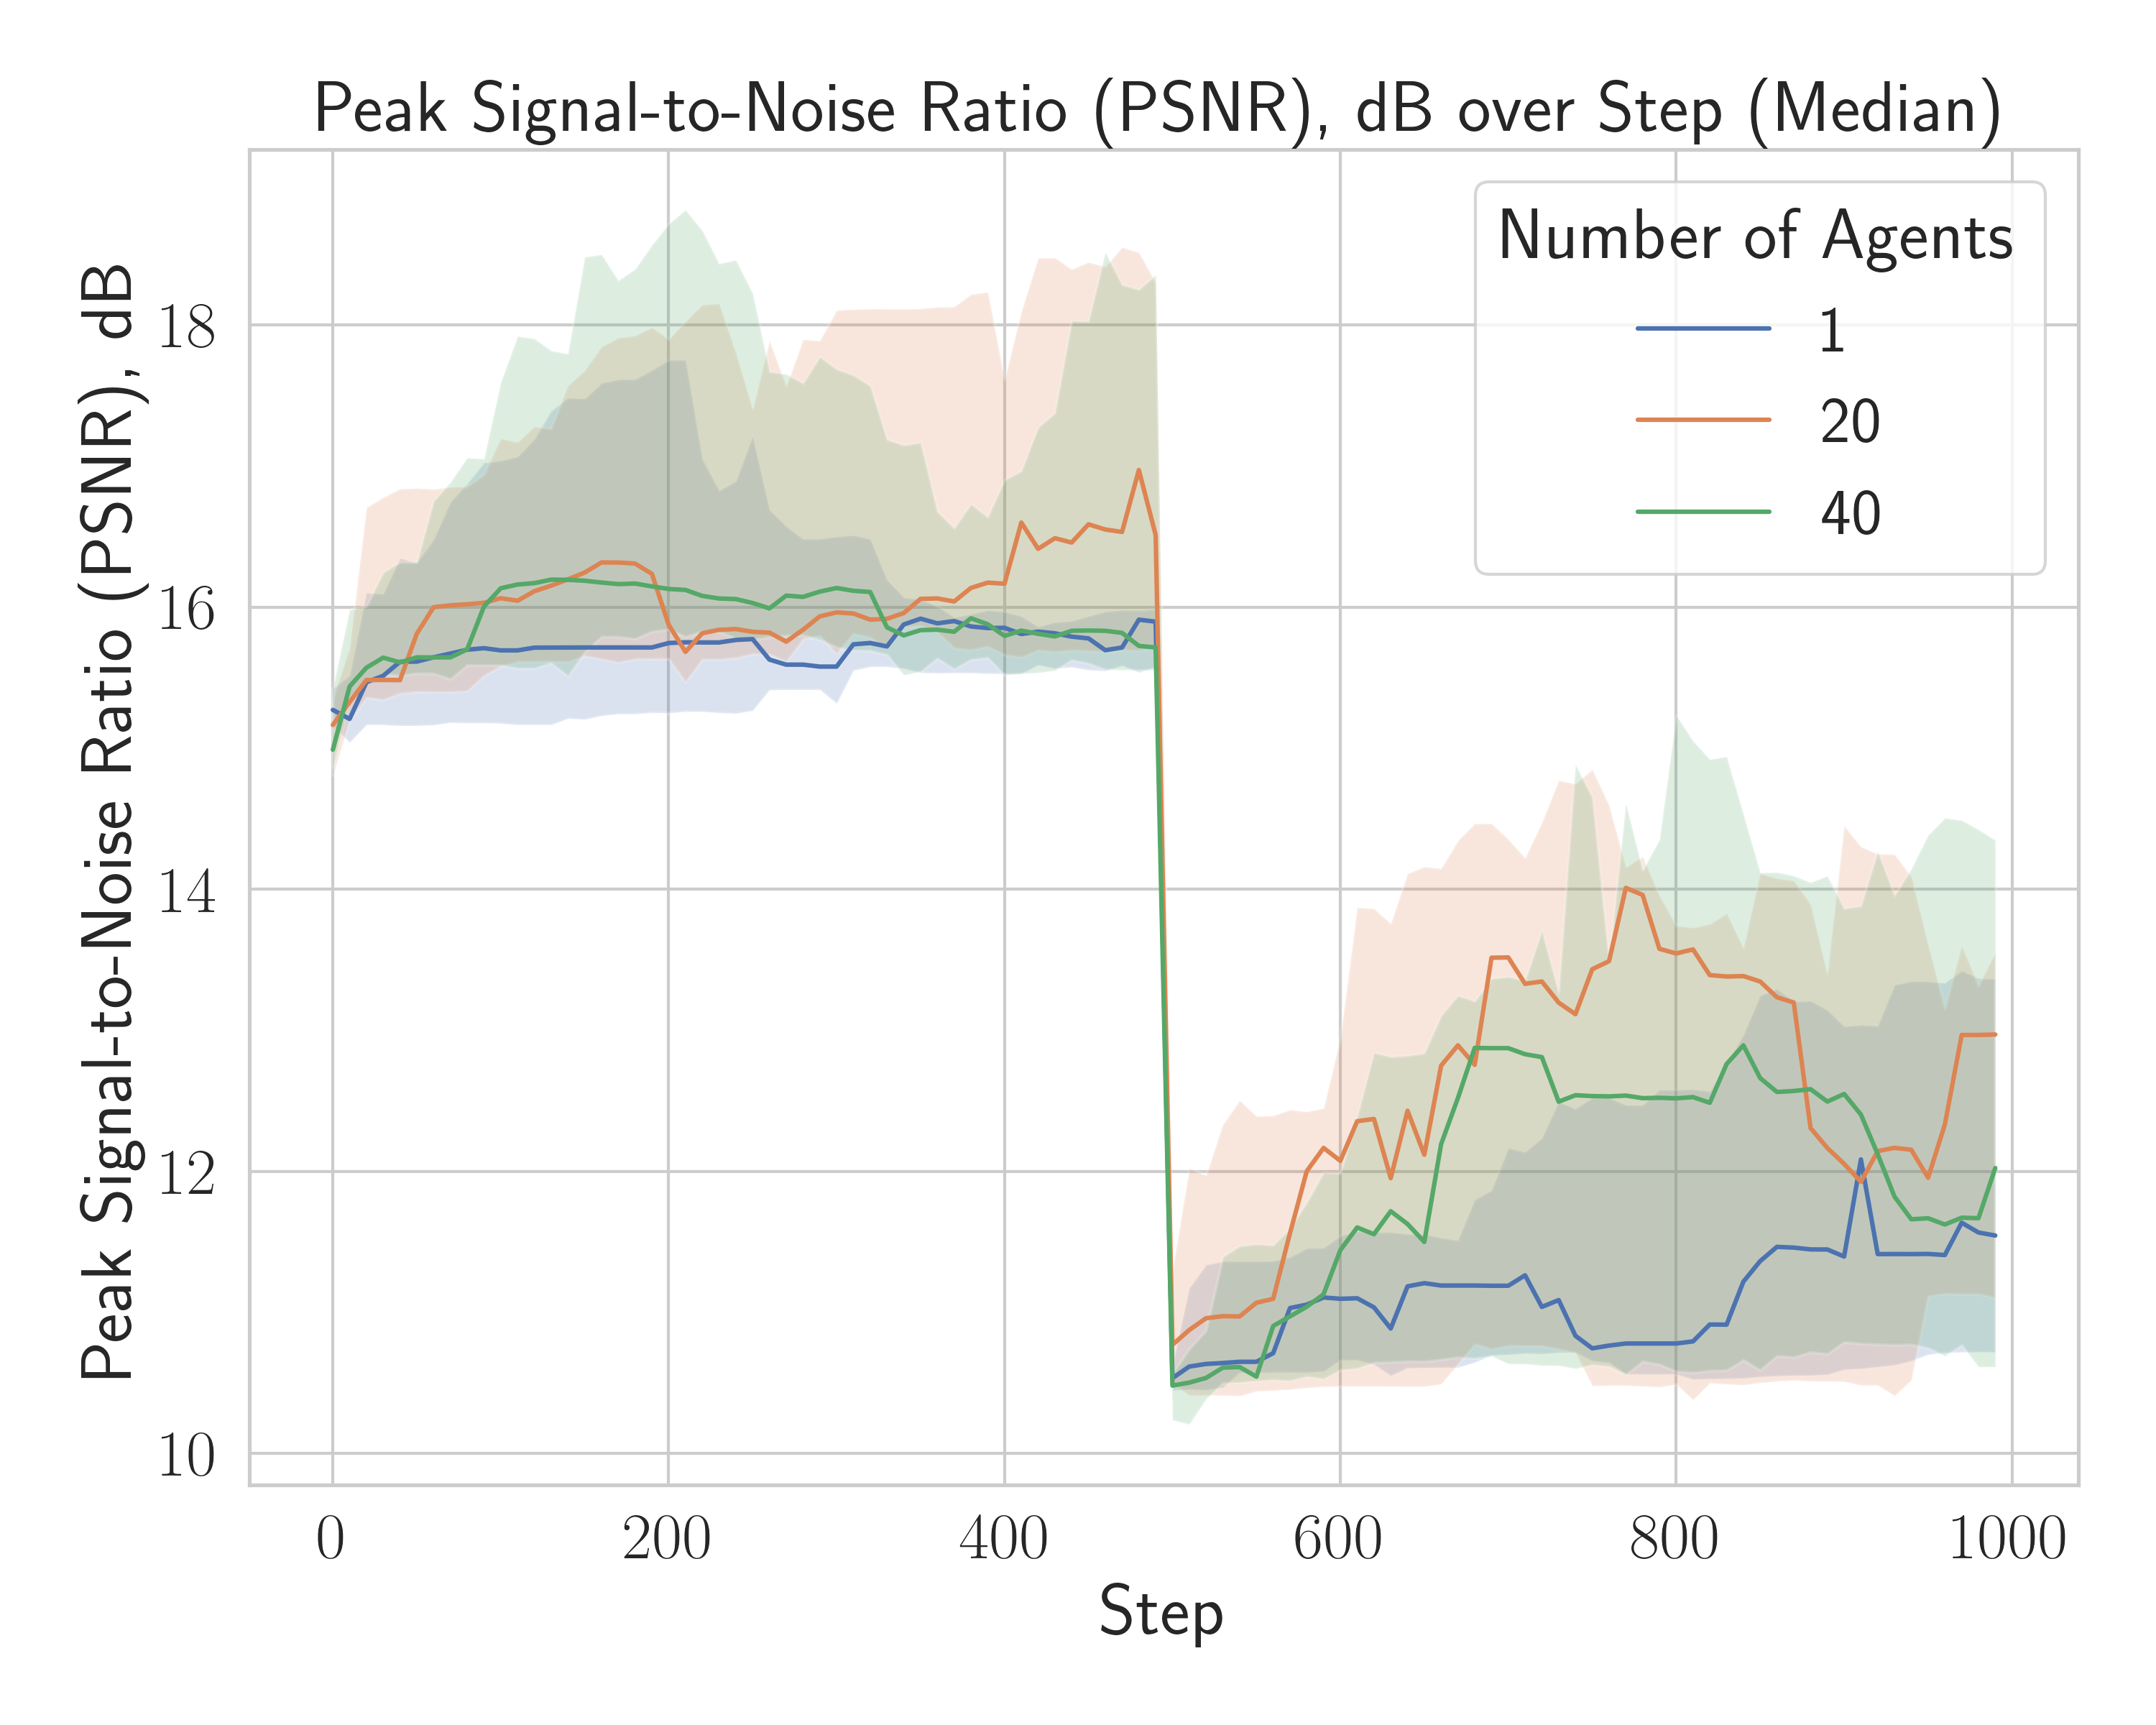 Peak Signal-to-Noise Ratio (PSNR), dB over Step (Median)
Peak Signal-to-Noise Ratio (PSNR), dB
18
16
14
12
10
Number of Agents
1
20
40
0 200 400 600 800 1000
Step